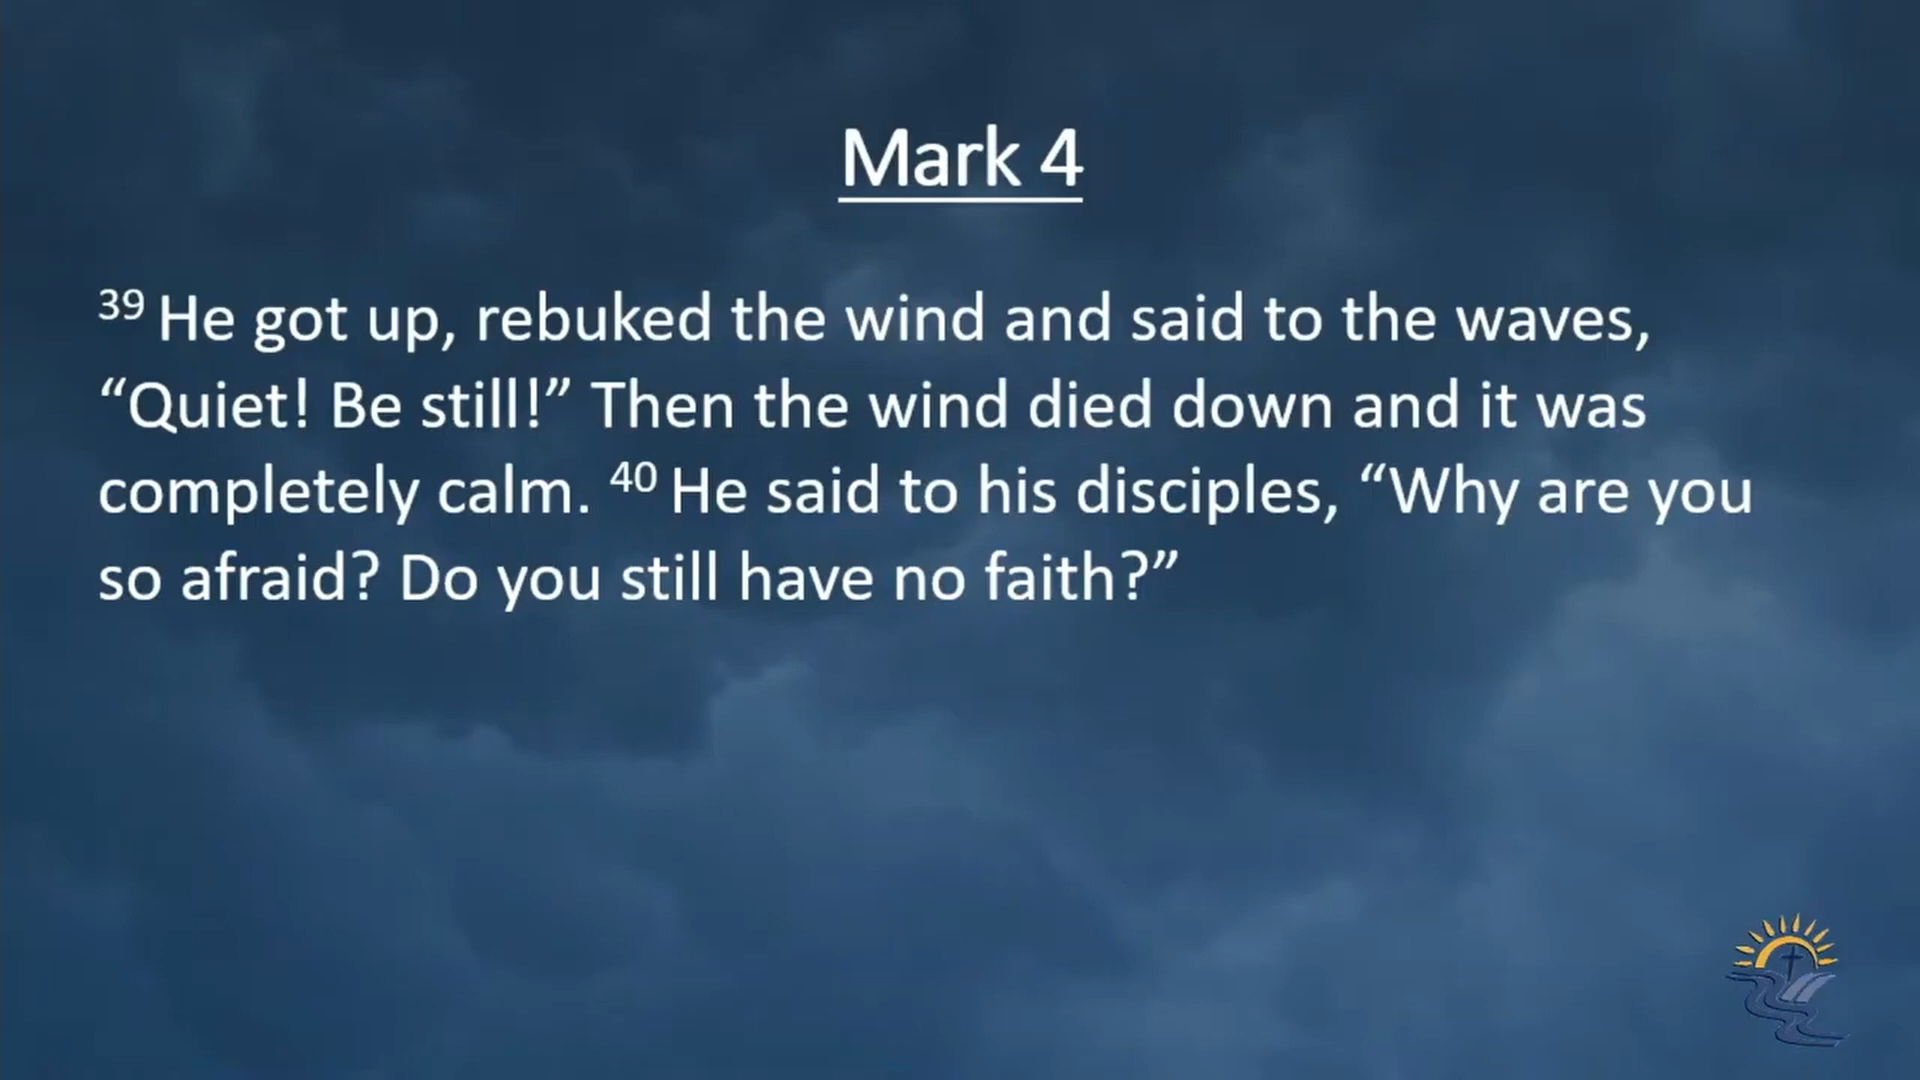 Mark 4
³⁹ He got up, rebuked the wind and said to the waves,
“Quiet! Be still!” Then the wind died down and it was
completely calm. ⁴⁰ He said to his disciples, “Why are you
so afraid? Do you still have no faith?”